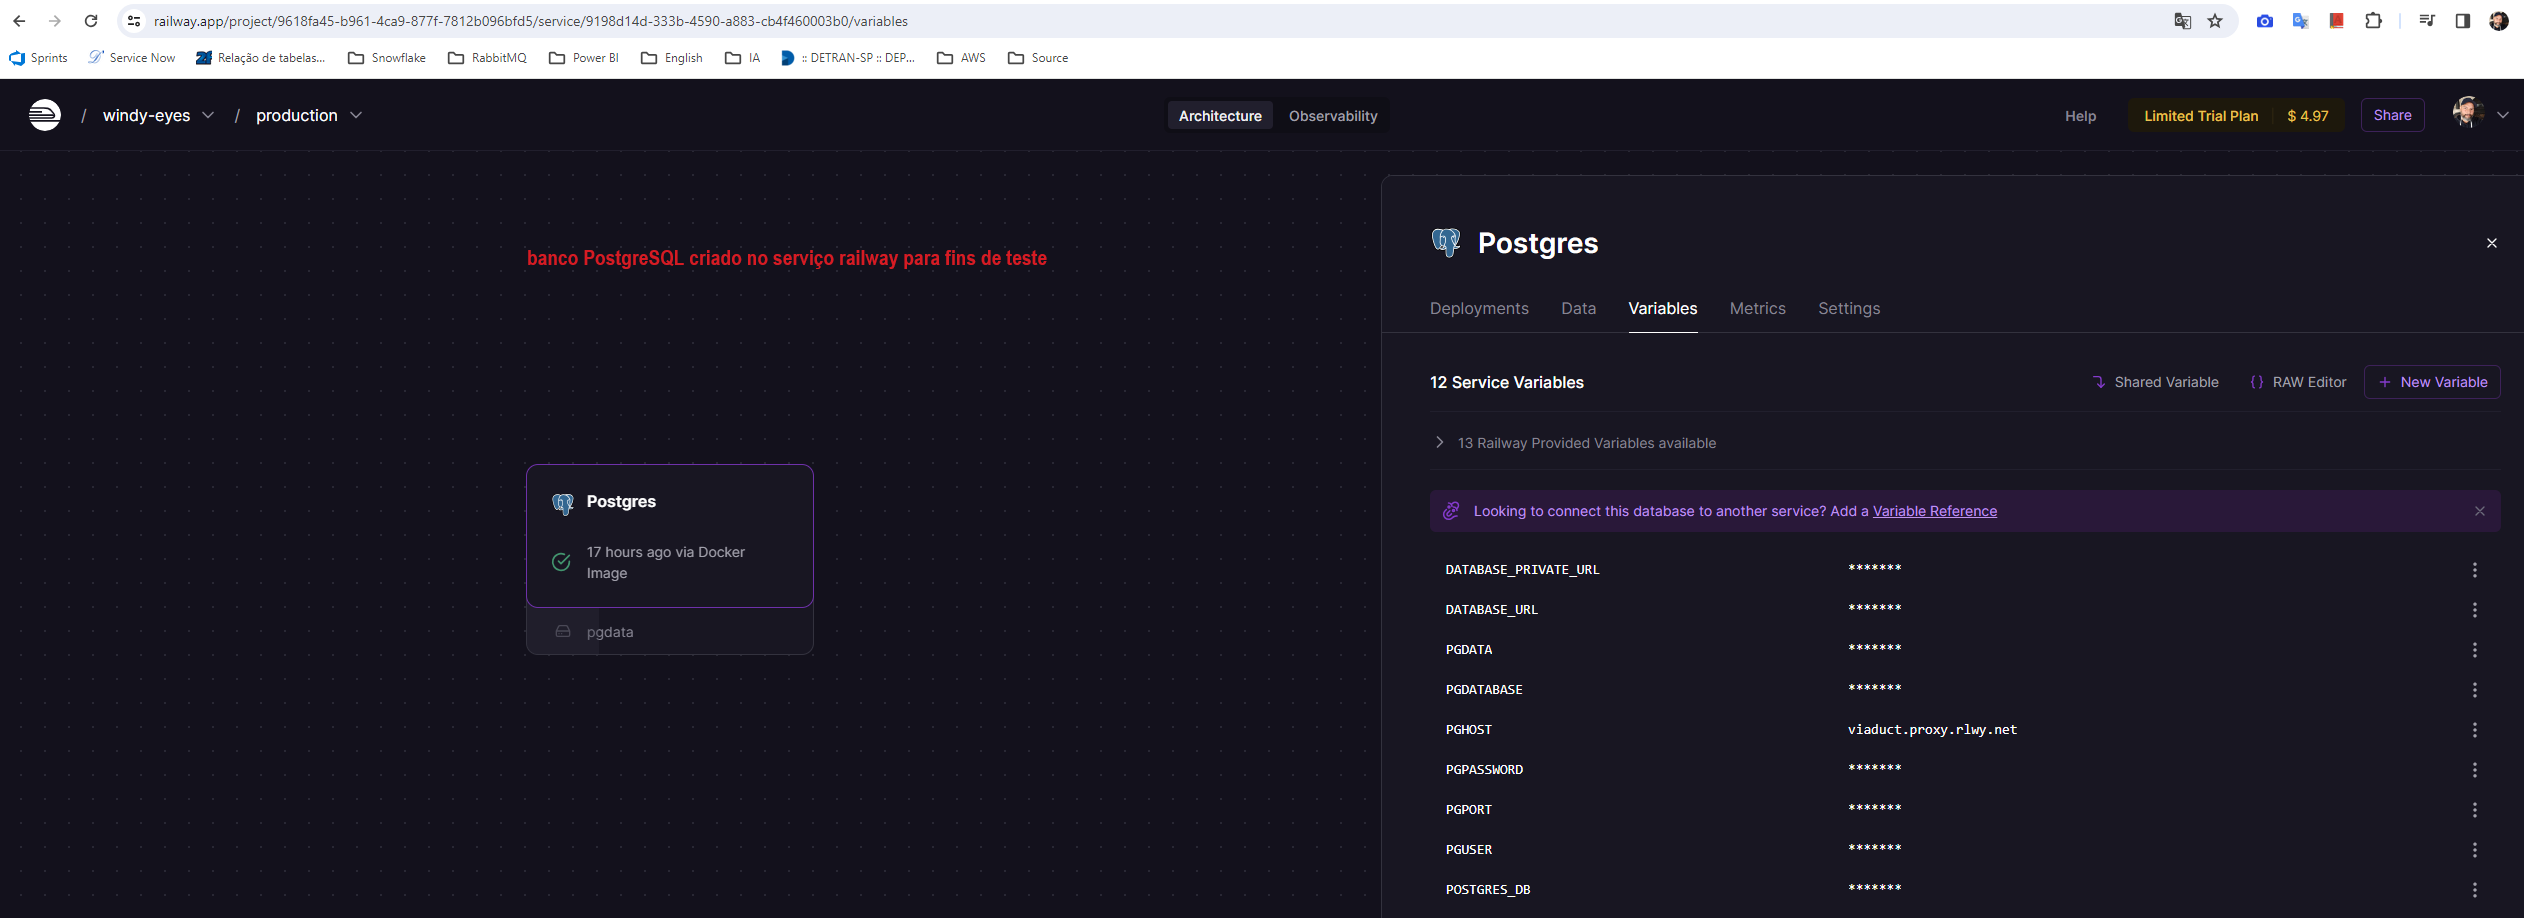 railway.app/project/9618fa45-b961-4ca9-877f-7812b096bfd5/service/9198d14d-333b-4590-a883-cb4f460003b0/variables
Sprints Service Now Relação de tabelas... Snowflake RabbitMQ Power BI English IA :: DETRAN-SP :: DEP... AWS Source
/ windy-eyes / production Architecture Observability Help Limited Trial Plan $ 4.97 Share
banco PostgreSQL criado no serviço railway para fins de teste
Postgres
17 hours ago via Docker
Image
pgdata
Postgres
Deployments Data Variables Metrics Settings
12 Service Variables Shared Variable {} RAW Editor + New Variable
13 Railway Provided Variables available
Looking to connect this database to another service? Add a Variable Reference
DATABASE_PRIVATE_URL *******
DATABASE_URL *******
PGDATA *******
PGDATABASE *******
PGHOST viaduct.proxy.rlwy.net
PGPASSWORD *******
PGPORT *******
PGUSER *******
POSTGRES_DB *******